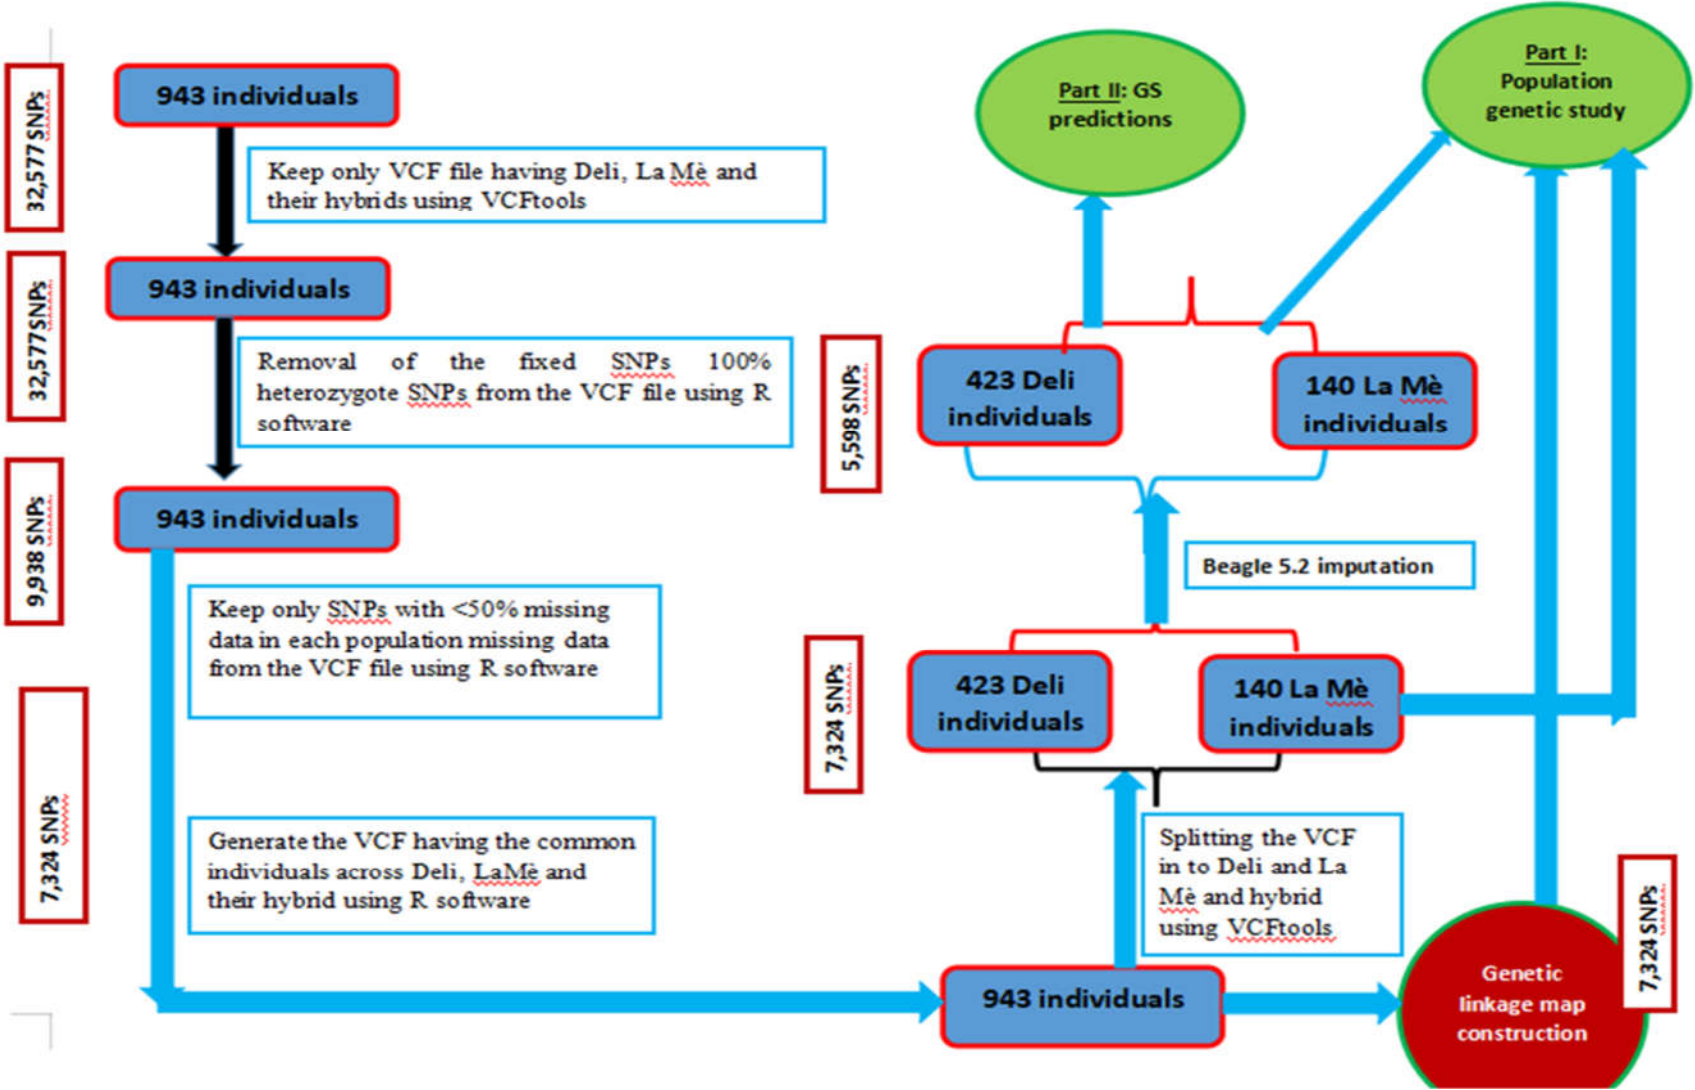 32,577 SNPs
943 individuals
Keep only VCF file having Deli, La Mè and
their hybrids using VCFtools
32,577 SNPs
943 individuals
Removal of the fixed SNPs 100%
heterozygote SNPs from the VCF file using R
software
9,938 SNPs
943 individuals
Keep only SNPs with <50% missing
data in each population missing data
from the VCF file using R software
7,324 SNPs
Generate the VCF having the common
individuals across Deli, LaMè and
their hybrid using R software
Part II: GS
predictions
Part I:
Population
genetic study
5,598 SNPs
423 Deli
individuals
140 La Mè
individuals
Beagle 5.2 imputation
7,324 SNPs
423 Deli
individuals
140 La Mè
individuals
Splitting the VCF
in to Deli and La
Mè and hybrid
using VCFtools
943 individuals
Genetic
linkage map
construction
7,324 SNPs